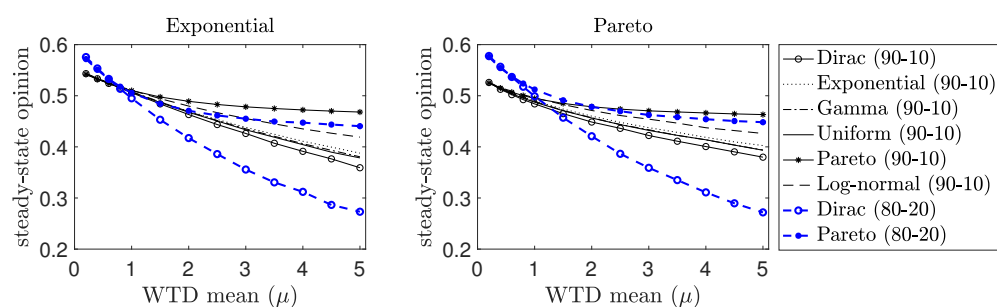 Exponential
steady-state opinion
0.6
0.5
0.4
0.3
0.2
0 1 2 3 4 5
WTD mean (μ)
Pareto
steady-state opinion
0.6
0.5
0.4
0.3
0.2
0 1 2 3 4 5
WTD mean (μ)
Dirac (90-10)
Exponential (90-10)
Gamma (90-10)
Uniform (90-10)
Pareto (90-10)
Log-normal (90-10)
Dirac (80-20)
Pareto (80-20)